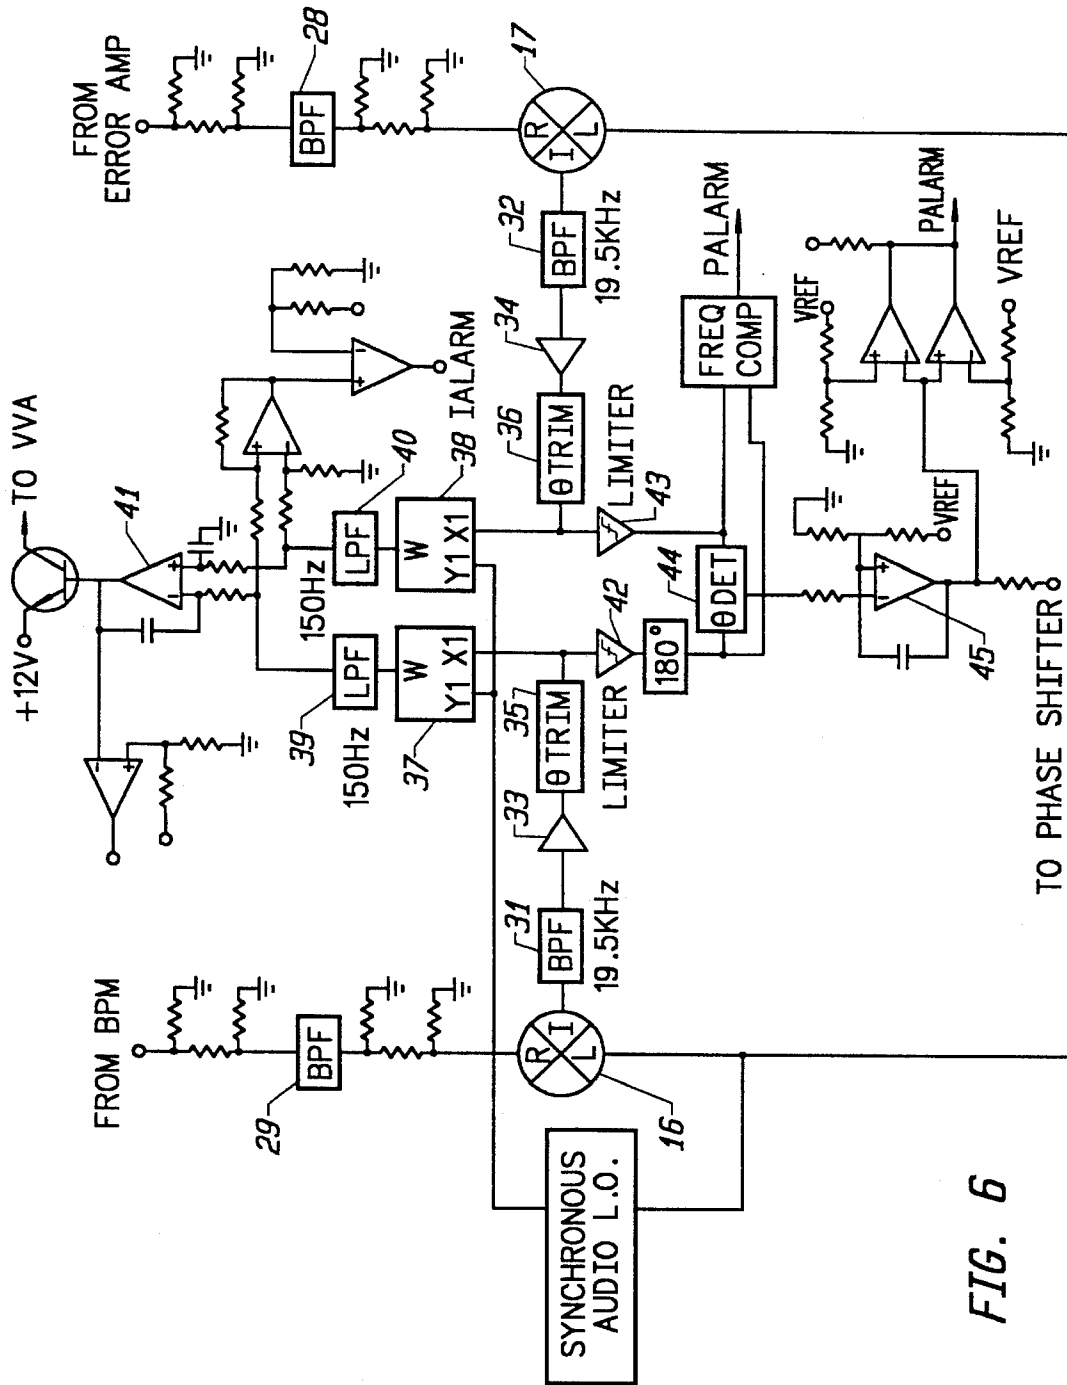 FROM
ERROR AMP
28
BPF
17
R
I
L
32
BPF
19.5KHz
34
36
θ TRIM
PALARM
FREQ
COMP
LIMITER
43
TO VVA
41
+12V
IALARM
40
LPF
150Hz
38
W
Y1 X1
39
LPF
150Hz
37
W
Y1 X1
42
LIMITER
180°
44
θ DET
35
θ TRIM
33
31
BPF
19.5KHz
FROM BPM
29
BPF
R
I
L
16
SYNCHRONOUS
AUDIO L.O.
VREF
PALARM
VREF
VREF
45
TO PHASE SHIFTER
+
-
+
-
+
-
+
-
+
-
+
-
+
-
FIG. 6